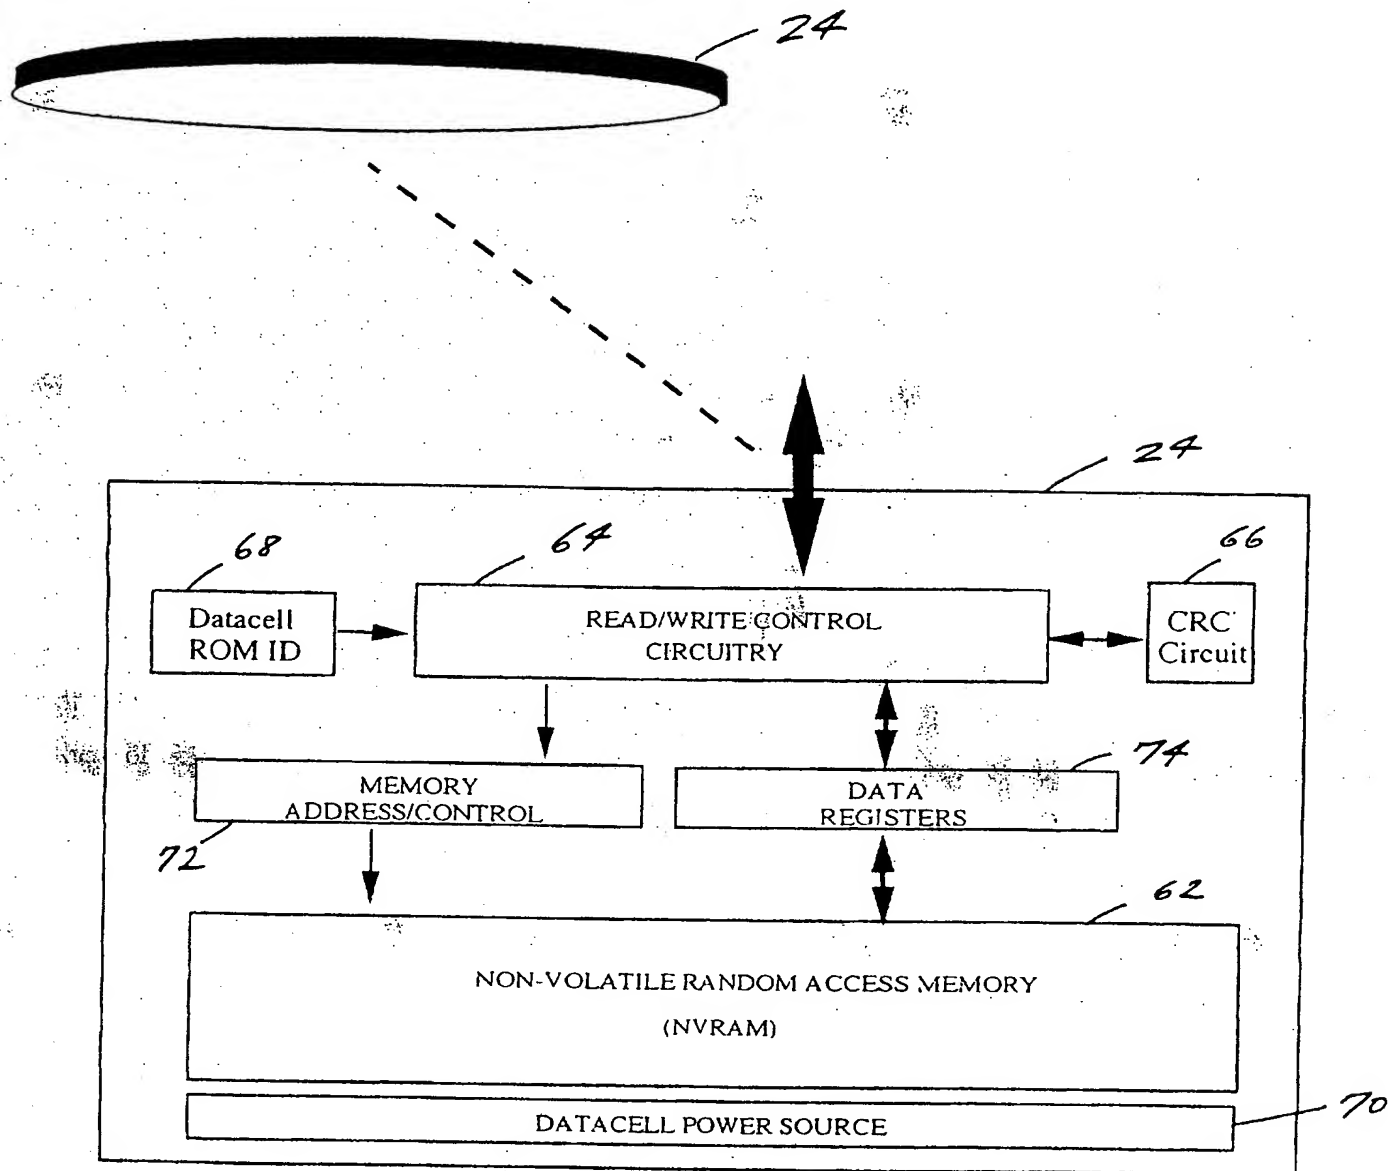 24
24
68
64
66
Datacell
ROM ID
READ/WRITE CONTROL
CIRCUITRY
CRC
Circuit
74
MEMORY
ADDRESS/CONTROL
DATA
REGISTERS
72
62
NON-VOLATILE RANDOM ACCESS MEMORY
(NVRAM)
DATACELL POWER SOURCE
70